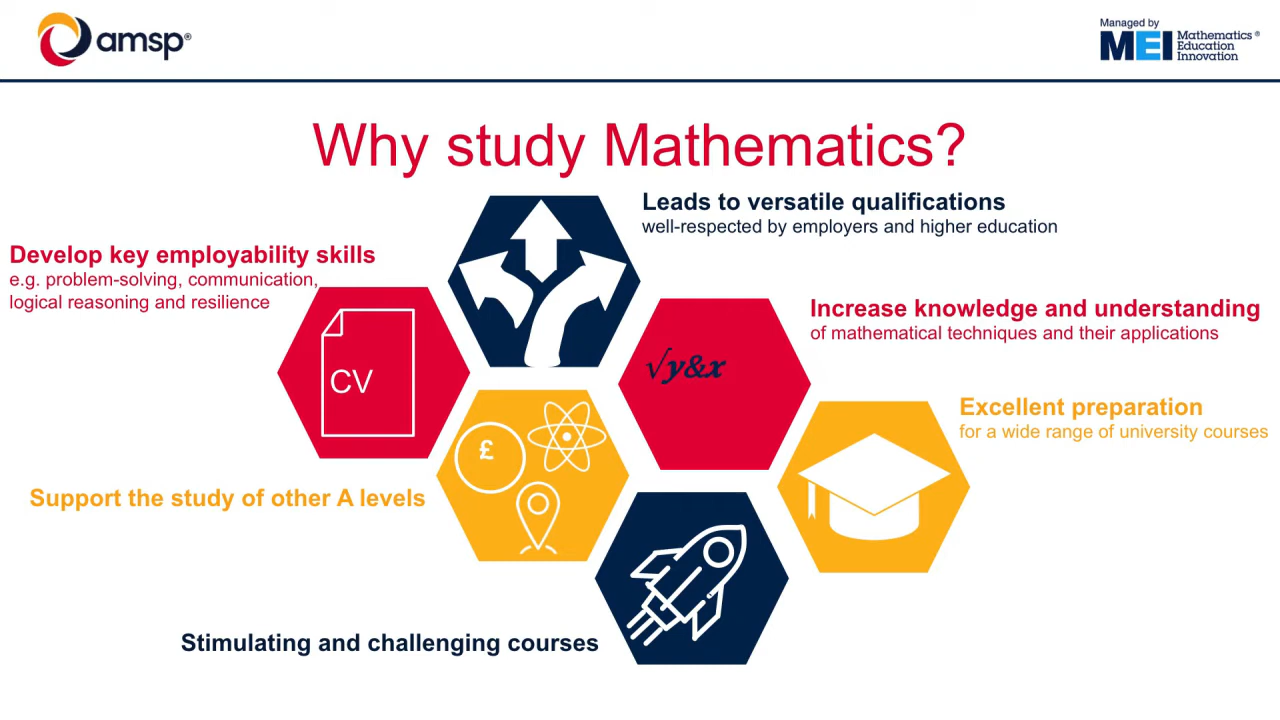 amsp®
Managed by
MEI Mathematics ®
Education
Innovation
Why study Mathematics?
Leads to versatile qualifications
well-respected by employers and higher education
Develop key employability skills
e.g. problem-solving, communication,
logical reasoning and resilience
CV
Increase knowledge and understanding
of mathematical techniques and their applications
√y&x
Excellent preparation
for a wide range of university courses
£
Support the study of other A levels
Stimulating and challenging courses